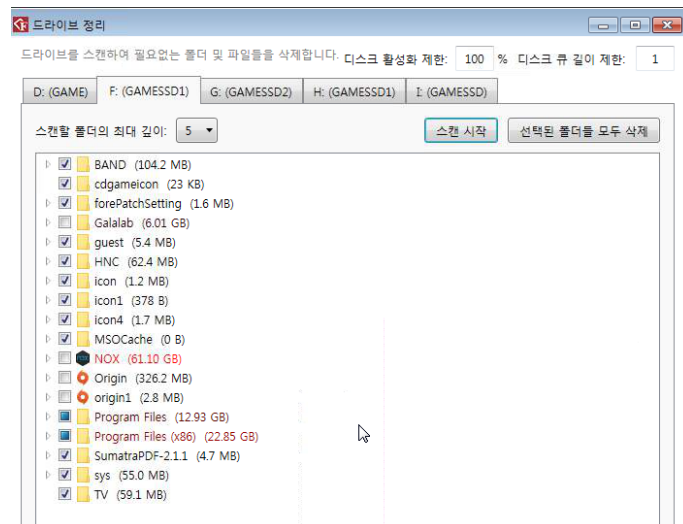 드라이브 정리
드라이브를 스캔하여 필요없는 폴더 및 파일들을 삭제합니다. 디스크 활성화 제한: 100 % 디스크 큐 길이 제한: 1
D: (GAME) F: (GAMESSD1) G: (GAMESSD2) H: (GAMESSD1) I: (GAMESSD)
스캔할 폴더의 최대 깊이: 5 스캔 시작 선택된 폴더들 모두 삭제
BAND (104.2 MB)
cdgameicon (23 KB)
forePatchSetting (1.6 MB)
Galalab (6.01 GB)
guest (5.4 MB)
HNC (62.4 MB)
icon (1.2 MB)
icon1 (378 B)
icon4 (1.7 MB)
MSOCache (0 B)
NOX (61.10 GB)
Origin (326.2 MB)
origin1 (2.8 MB)
Program Files (12.93 GB)
Program Files (x86) (22.85 GB)
SumatraPDF-2.1.1 (4.7 MB)
sys (55.0 MB)
TV (59.1 MB)